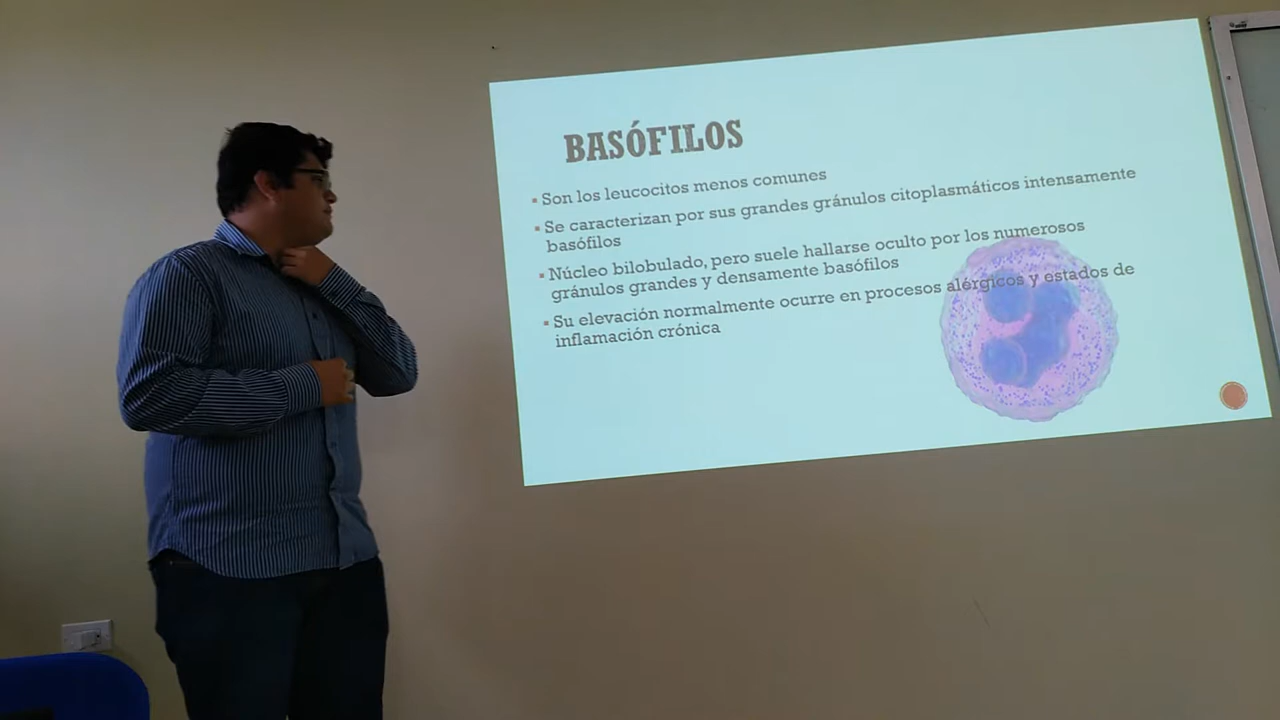 BASÓFILOS
Son los leucocitos menos comunes
Se caracterizan por sus grandes gránulos citoplasmáticos intensamente
basófilos
Núcleo bilobulado, pero suele hallarse oculto por los numerosos
gránulos grandes y densamente basófilos
Su elevación normalmente ocurre en procesos alérgicos y estados de
inflamación crónica